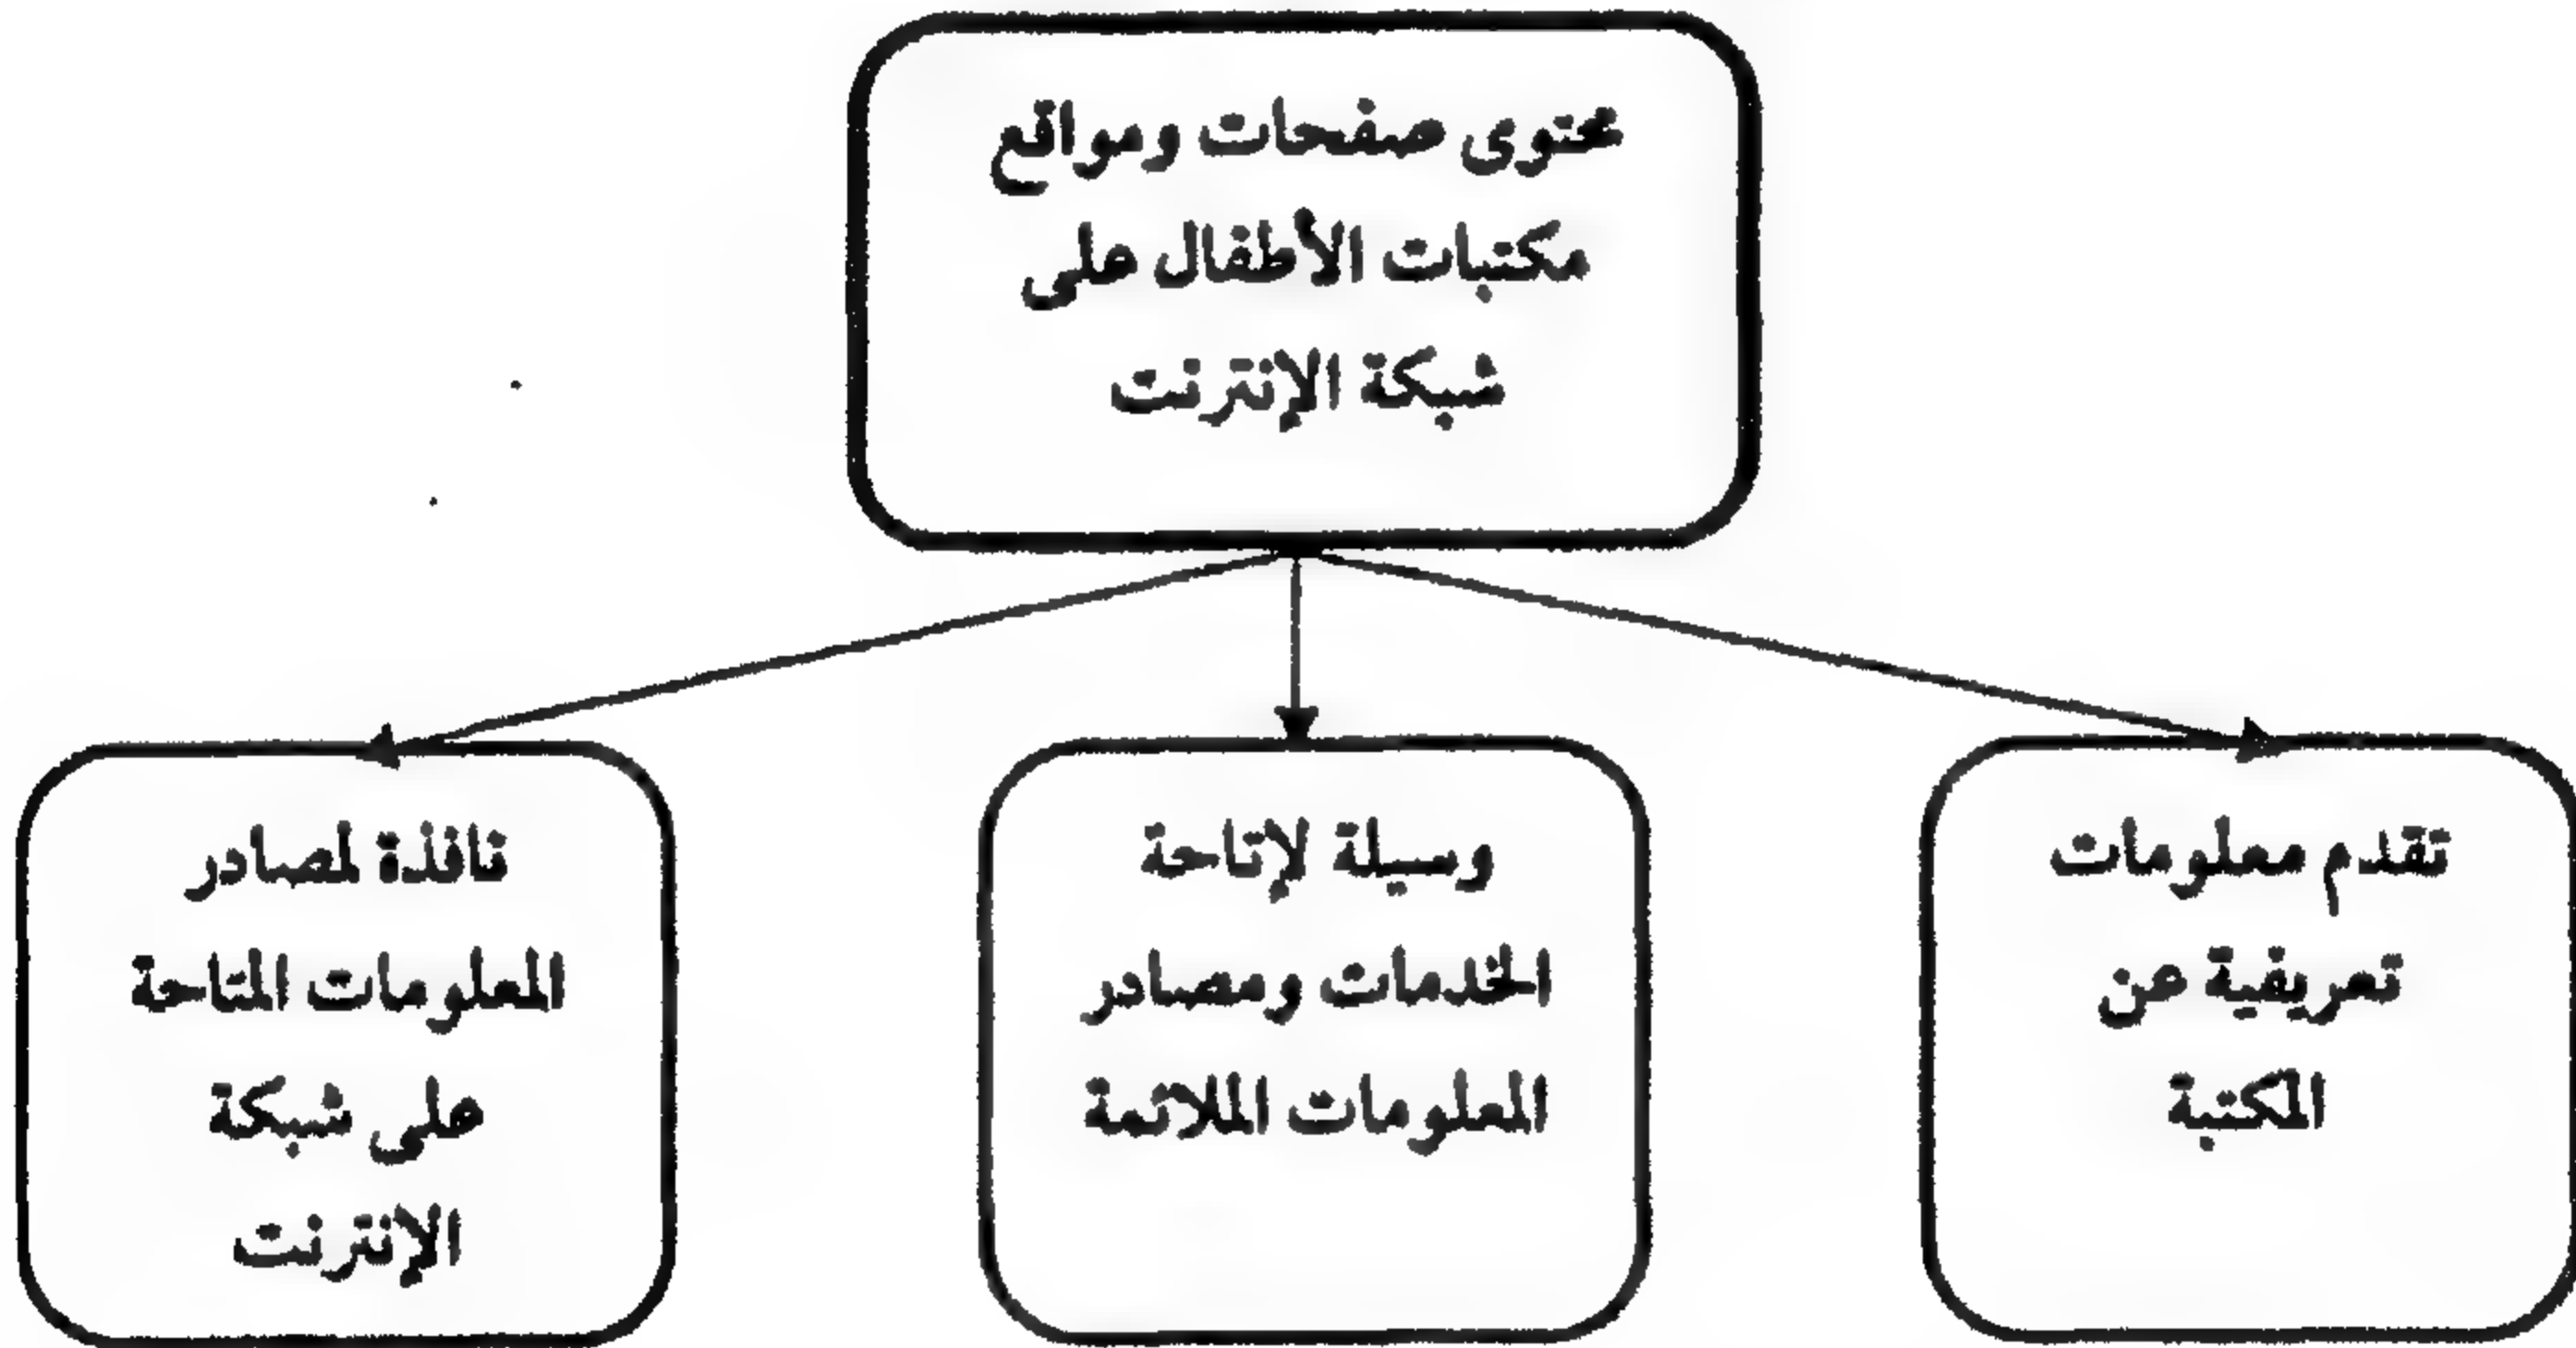 محتوى صفحات ومواقع
مكتبات الأطفال على
شبكة الإنترنت
تقدم معلومات
تعريفية عن
المكتبة
وسيلة لإتاحة
الخدمات ومصادر
المعلومات الملائمة
نافذة لمصادر
المعلومات المتاحة
على شبكة
الإنترنت